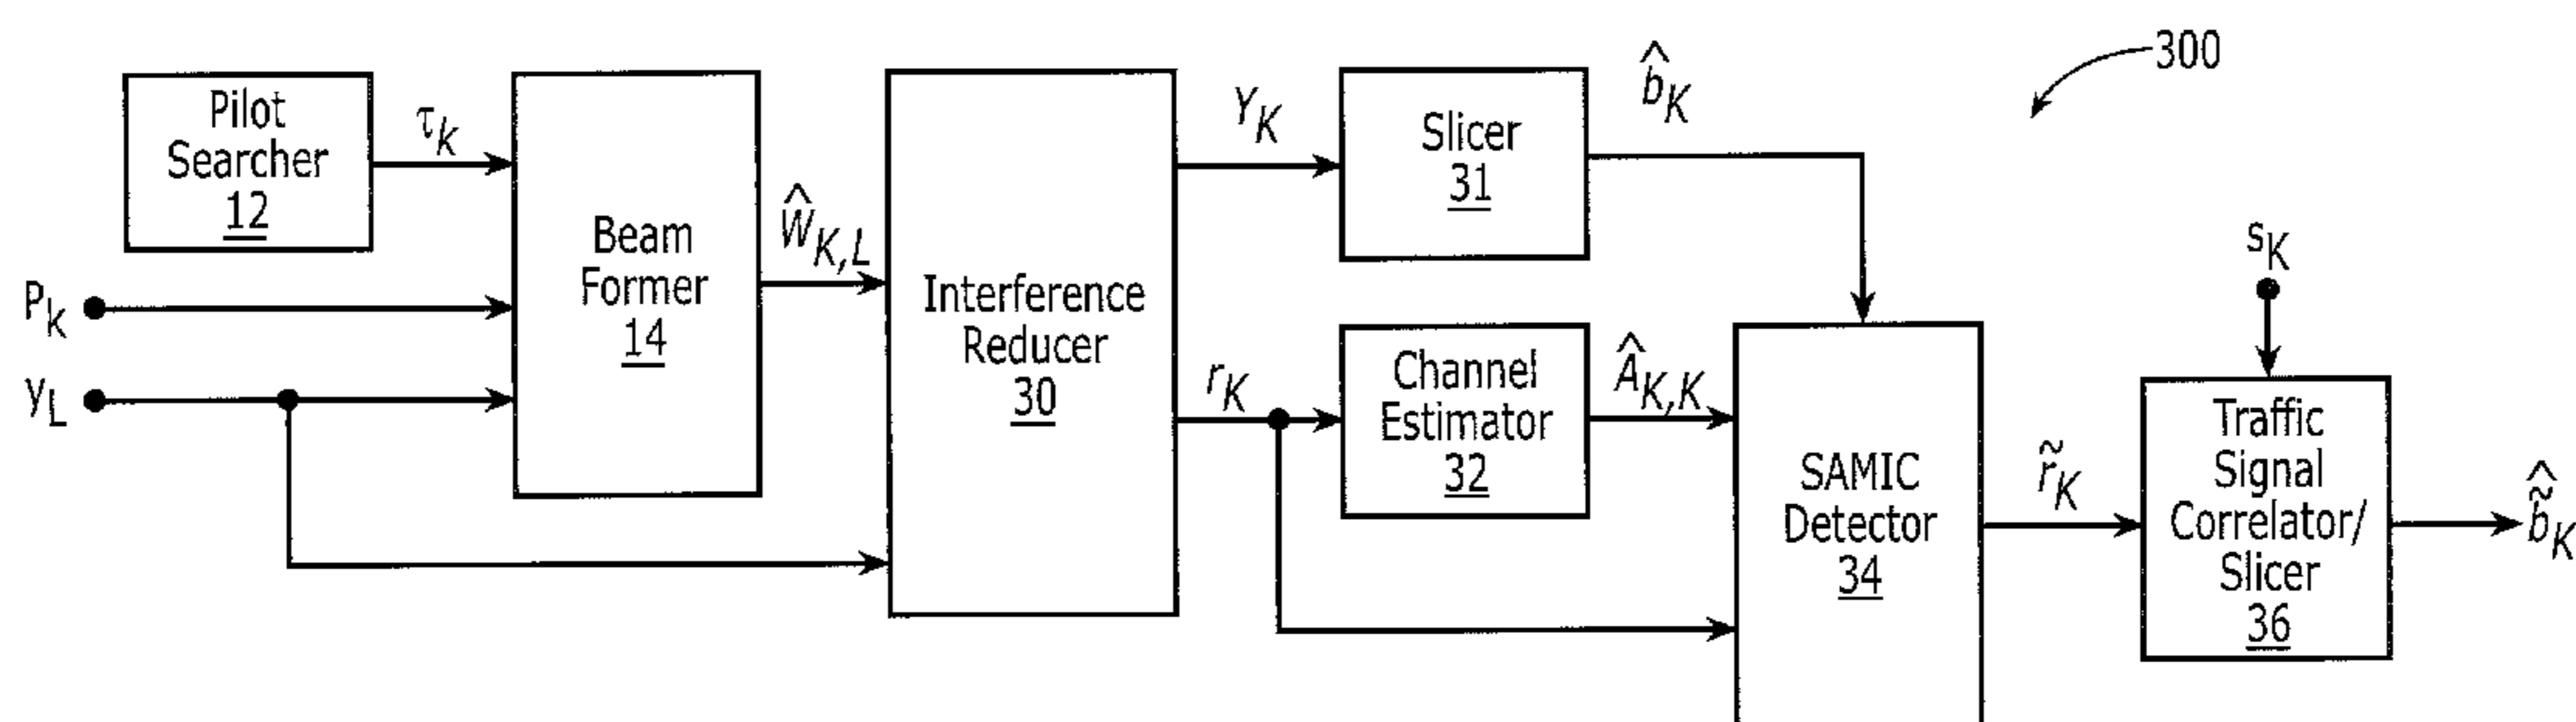 300
Pilot
Searcher
12
τk
Pk
yL
Beam
Former
14
ŴK,L
Interference
Reducer
30
YK
Slicer
31
b̂K
rK
Channel
Estimator
32
ÂK,K
SAMIC
Detector
34
r̃K
sK
Traffic
Signal
Correlator/
Slicer
36
b̃̂K